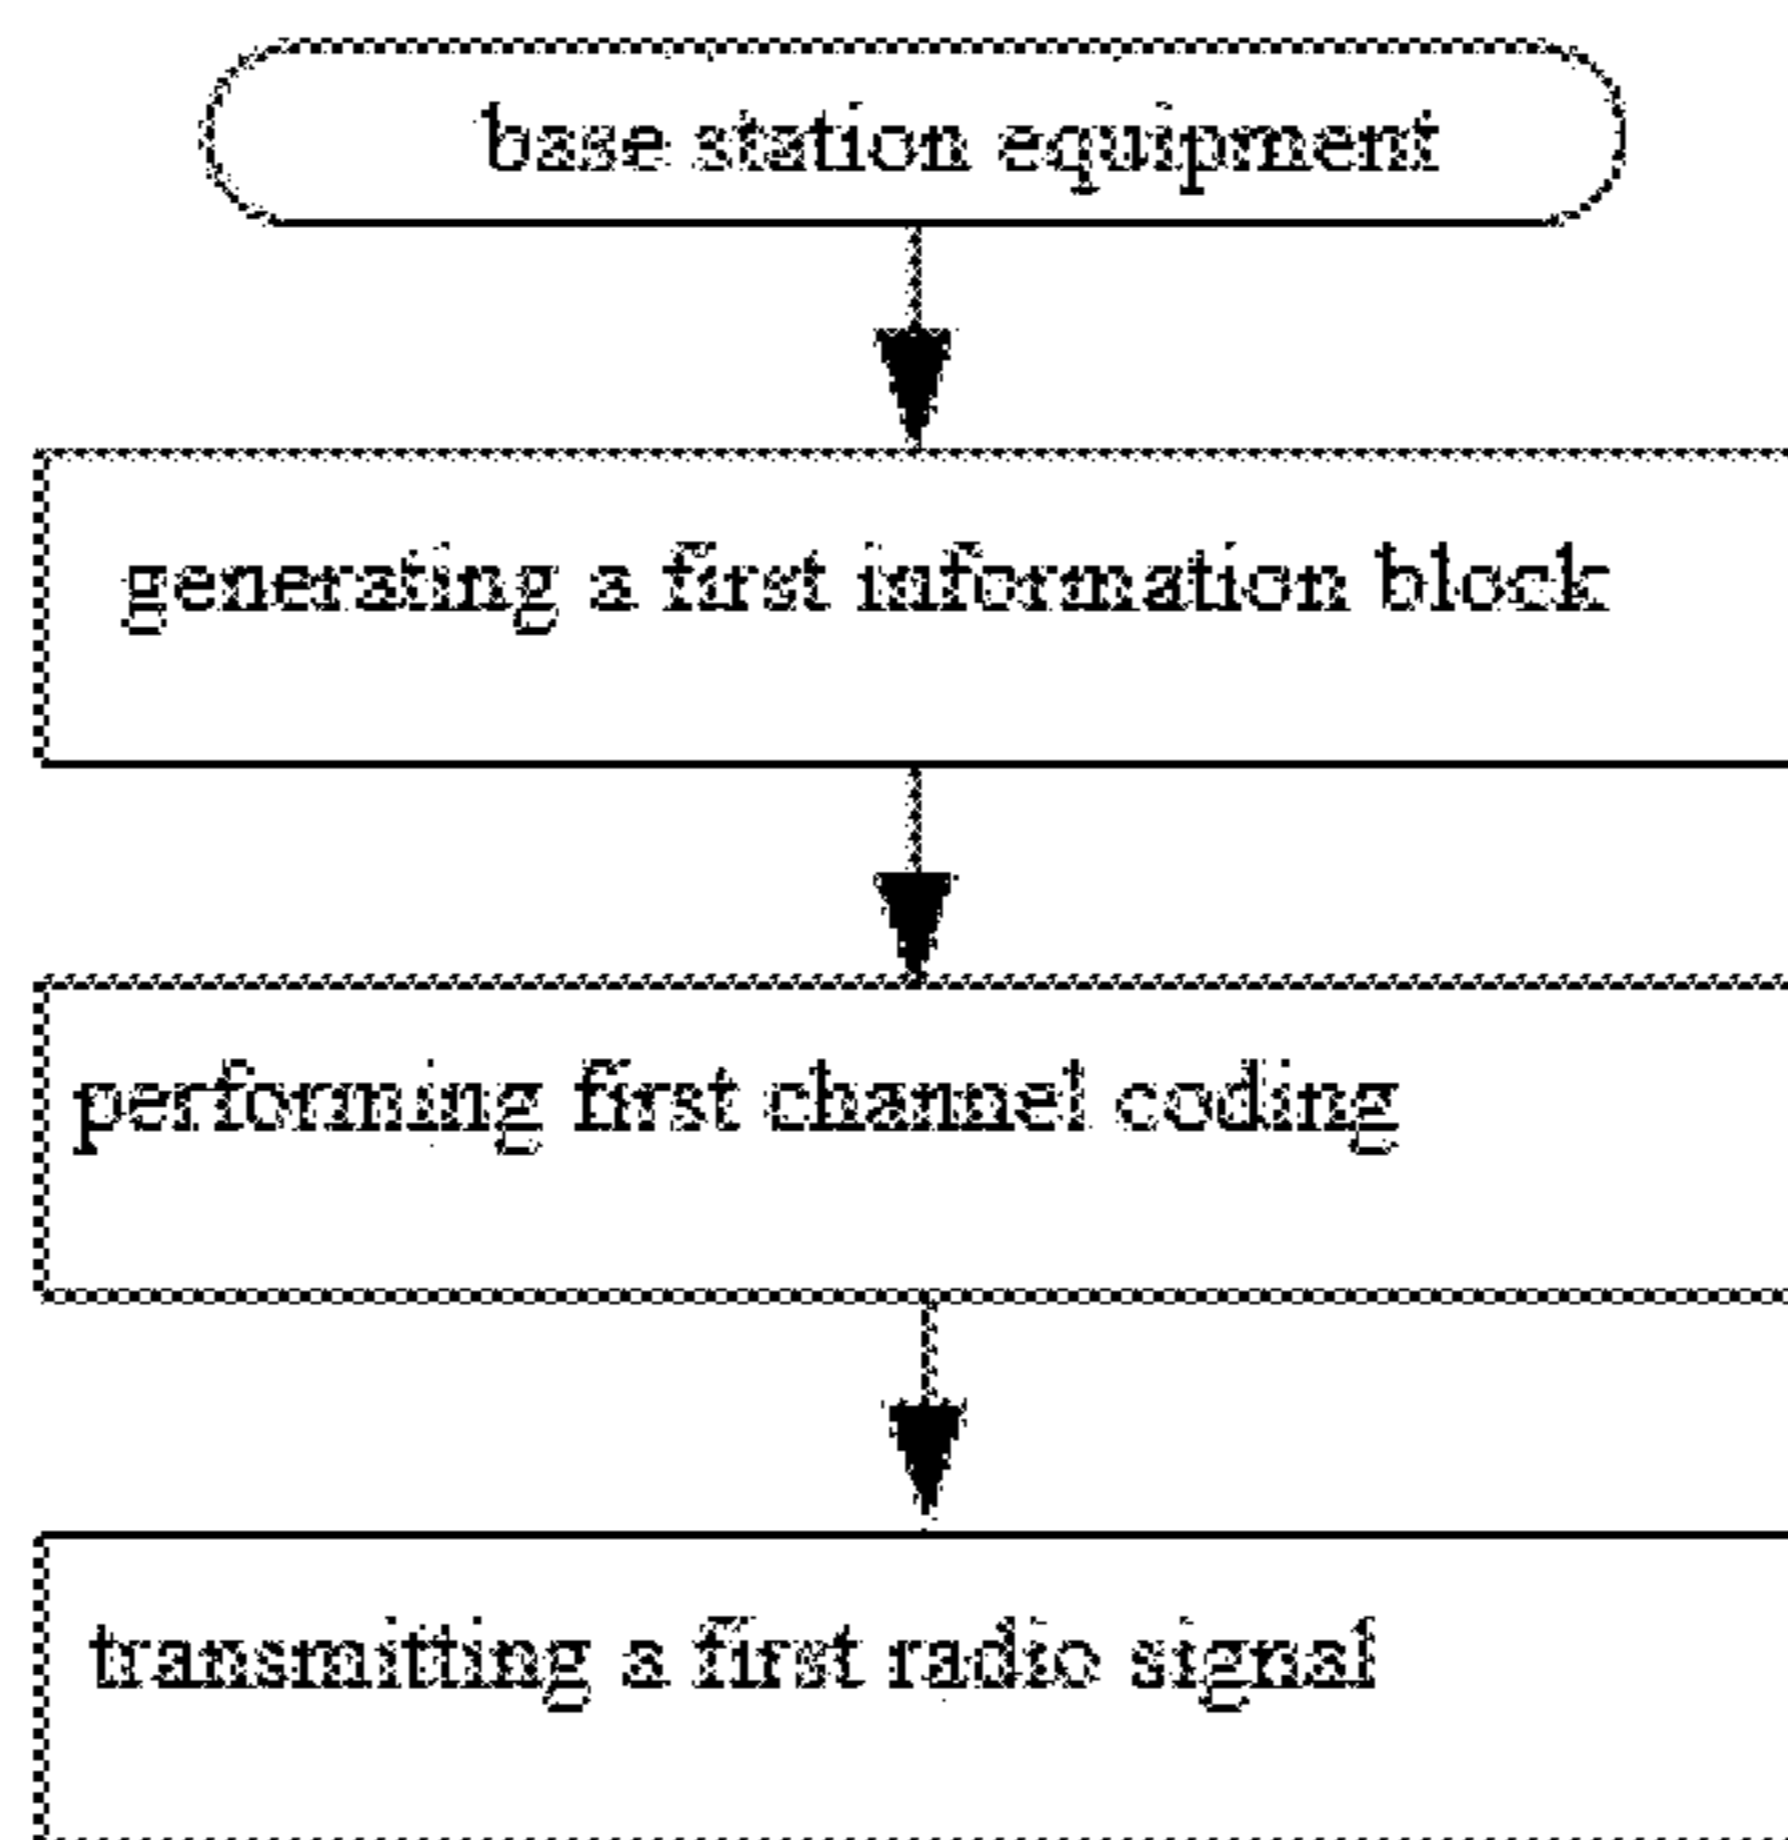 base station equipment
generating a first information block
performing first channel coding
transmitting a first radio signal